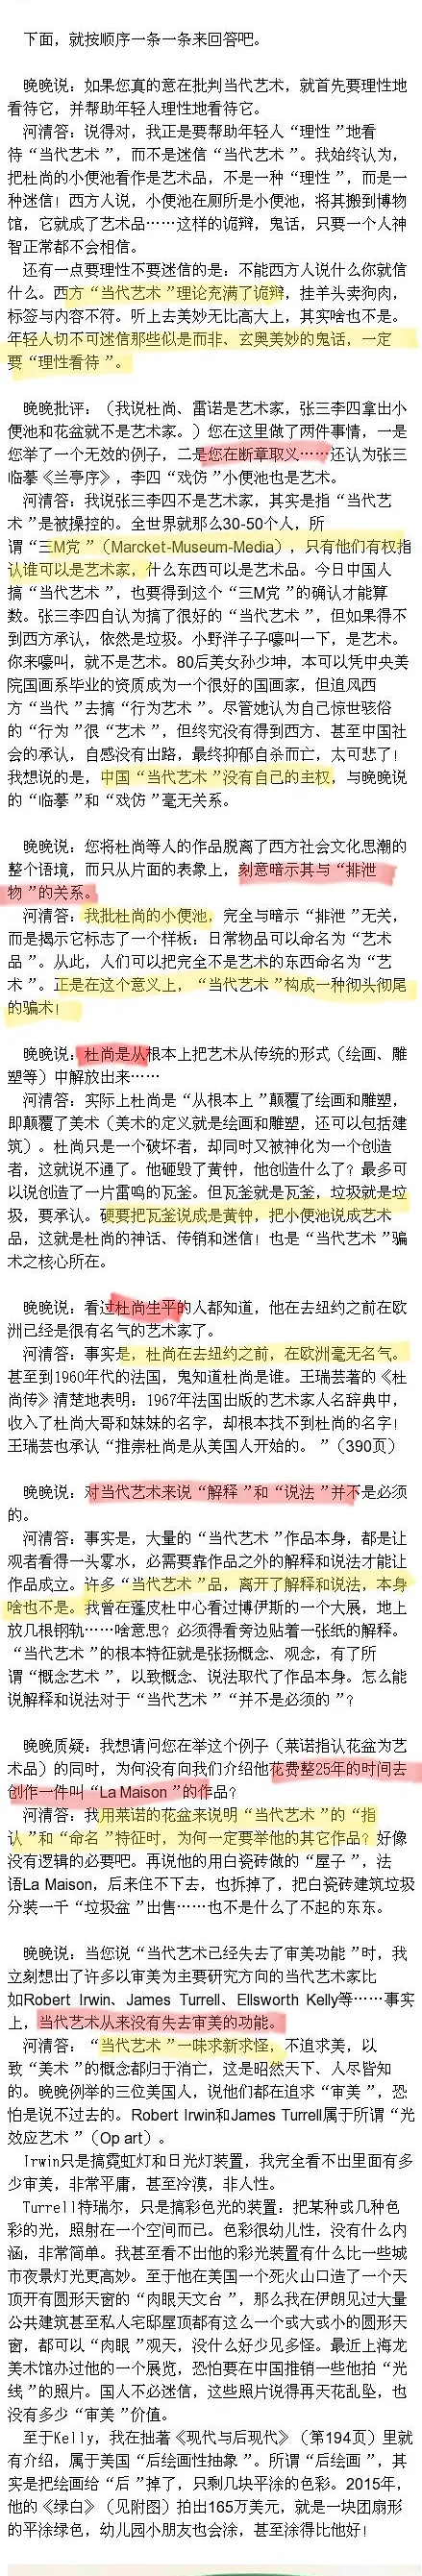 下面，就按顺序一条一条来回答吧。
晚晚说：如果您真的意在批判当代艺术，就首先要理性地
看待它，并帮助年轻人理性地看待它。
河清答：说得对，我正是要帮助年轻人“理性”地看
待“当代艺术”，而不是迷信“当代艺术”。我始终认为，
把杜尚的小便池看作是艺术品，不是一种“理性”，而是一
种迷信！西方人说，小便池在厕所是小便池，将其搬到博物
馆，它就成了艺术品……这样的诡辩，鬼话，只要一个人神
智正常都不会相信。
还有一点要理性不要迷信的是：不能西方人说什么你就信
什么。西方“当代艺术”理论充满了诡辩，挂羊头卖狗肉，
标签与内容不符。听上去美妙无比高大上，其实啥也不是。
年轻人切不可迷信那些似是而非、玄奥美妙的鬼话，一定
要“理性看待”。
晚晚批评：（我说杜尚、雷诺是艺术家，张三李四拿出小
便池和花盆就不是艺术家。）您在这里做了两件事情，一是
您举了一个无效的例子，二是您在断章取义……还认为张三
临摹《兰亭序》，李四“戏仿”小便池也是艺术。
河清答：我说张三李四不是艺术家，其实是指“当代艺
术”是被操控的。全世界就那么30-50个人，所
谓“三M党”（Marcket-Museum-Media），只有他们有权指
认谁可以是艺术家，什么东西可以是艺术品。今日中国人
搞“当代艺术”，也要得到这个“三M党”的确认才能算
数。张三李四自认为搞了很好的“当代艺术”，但如果得不
到西方承认，依然是垃圾。小野洋子子嚎叫一下，是艺术。
你来嚎叫，就不是艺术。80后美女孙少坤，本可以凭中央美
院国画系毕业的资质成为一个很好的国画家，但追风西
方“当代”去搞“行为艺术”。尽管她认为自己惊世骇俗
的“行为”很“艺术”，但终究没有得到西方、甚至中国社
会的承认，自感没有出路，最终抑郁自杀而亡，太可悲了！
我想说的是，中国“当代艺术”没有自己的主权，与晚晚说
的“临摹”和“戏仿”毫无关系。
晚晚说：您将杜尚等人的作品脱离了西方社会文化思潮的
整个语境，而只从片面的表象上，刻意暗示其与“排泄
物”的关系。
河清答：我批杜尚的小便池，完全与暗示“排泄”无关，
而是揭示它标志了一个样板：日常物品可以命名为“艺术
品”。从此，人们可以把完全不是艺术的东西命名为“艺
术”。正是在这个意义上，“当代艺术”构成一种彻头彻尾
的骗术！
晚晚说：杜尚是从根本上把艺术从传统的形式（绘画、雕
塑等）中解放出来……
河清答：实际上杜尚是“从根本上”颠覆了绘画和雕塑，
即颠覆了美术（美术的定义就是绘画和雕塑，还可以包括建
筑）。杜尚只是一个破坏者，却同时又被神化为一个创造
者，这就说不通了。他砸毁了黄钟，他创造什么了？最多可
以说创造了一片雷鸣的瓦釜。但瓦釜就是瓦釜，垃圾就是垃
圾，要承认。硬要把瓦釜说成是黄钟，把小便池说成艺术
品，这就是杜尚的神话、传销和迷信！也是“当代艺术”骗
术之核心所在。
晚晚说：看过杜尚生平的人都知道，他在去纽约之前在欧
洲已经是很有名气的艺术家了。
河清答：事实是，杜尚在去纽约之前，在欧洲毫无名气。
甚至到1960年代的法国，鬼知道杜尚是谁。王瑞芸著的《杜
尚传》清楚地表明：1967年法国出版的艺术家人名辞典中，
收入了杜尚大哥和妹妹的名字，却根本找不到杜尚的名字！
王瑞芸也承认“推崇杜尚是从美国人开始的。”（390页）
晚晚说：对当代艺术来说“解释”和“说法”并不是必须
的。
河清答：事实是，大量的“当代艺术”作品本身，都是让
观者看得一头雾水，必需要靠作品之外的解释和说法才能让
作品成立。许多“当代艺术”品，离开了解释和说法，本身
啥也不是。我曾在蓬皮杜中心看过博伊斯的一个大展，地上
放几根钢轨……啥意思？必须得看旁边贴着一张纸的解释。
“当代艺术”的根本特征就是张扬概念、观念，有了所
谓“概念艺术”，以致概念、说法取代了作品本身。怎么能
说解释和说法对于“当代艺术”“并不是必须的”？
晚晚质疑：我想请问您在举这个例子（莱诺指认花盆为艺
术品）的同时，为何没有向我们介绍他花费整25年的时间去
创作一件叫“La Maison”的作品？
河清答：我用莱诺的花盆来说明“当代艺术”的“指
认”和“命名”特征时，为何一定要举他的其它作品？好像
没有逻辑的必要吧。再说他的用白瓷砖做的“屋子”，法
语La Maison，后来住不下去，也拆掉了，把白瓷砖建筑垃圾
分装一千“垃圾盆”出售……也不是什么了不起的东东。
晚晚说：当您说“当代艺术已经失去了审美功能”时，我
立刻想出了许多以审美为主要研究方向的当代艺术家比
如Robert Irwin、James Turrell、Ellsworth Kelly等……事实
上，当代艺术从来没有失去审美的功能。
河清答：“当代艺术”一味求新求怪，不追求美，以
致“美术”的概念都归于消亡，这是昭然天下、人尽皆知
的。晚晚例举的三位美国人，说他们都在追求“审美”，恐
怕是说不过去的。Robert Irwin和James Turrell属于所谓“光
效应艺术”（Op art）。
Irwin只是搞霓虹灯和日光灯装置，我完全看不出里面有多
少审美，非常平庸，甚至冷漠，非人性。
Turrell特瑞尔，只是搞彩色光的装置：把某种或几种色
彩的光，照射在一个空间而已。色彩很幼儿性，没有什么内
涵，非常简单。我甚至看不出他的彩光装置有什么比一些城
市夜景灯光更高妙。至于他在美国一个死火山口造了一个天
顶开有圆形天窗的“肉眼天文台”，那么我在伊朗见过大量
公共建筑甚至私人宅邸屋顶都有这么一个或大或小的圆形天
窗，都可以“肉眼”观天，没什么好少见多怪。最近上海龙
美术馆办过他的一个展览，恐怕要在中国推销一些他拍“光
线”的照片。国人不必迷信，这些照片说得再天花乱坠，也
没有多少“审美”价值。
至于Kelly，我在拙著《现代与后现代》（第194页）里就
有介绍，属于美国“后绘画性抽象”。所谓“后绘画”，其
实是把绘画给“后”掉了，只剩几块平涂的色彩。2015年，
他的《绿白》（见附图）拍出165万美元，就是一块团扇形
的平涂绿色，幼儿园小朋友也会涂，甚至涂得比他好！